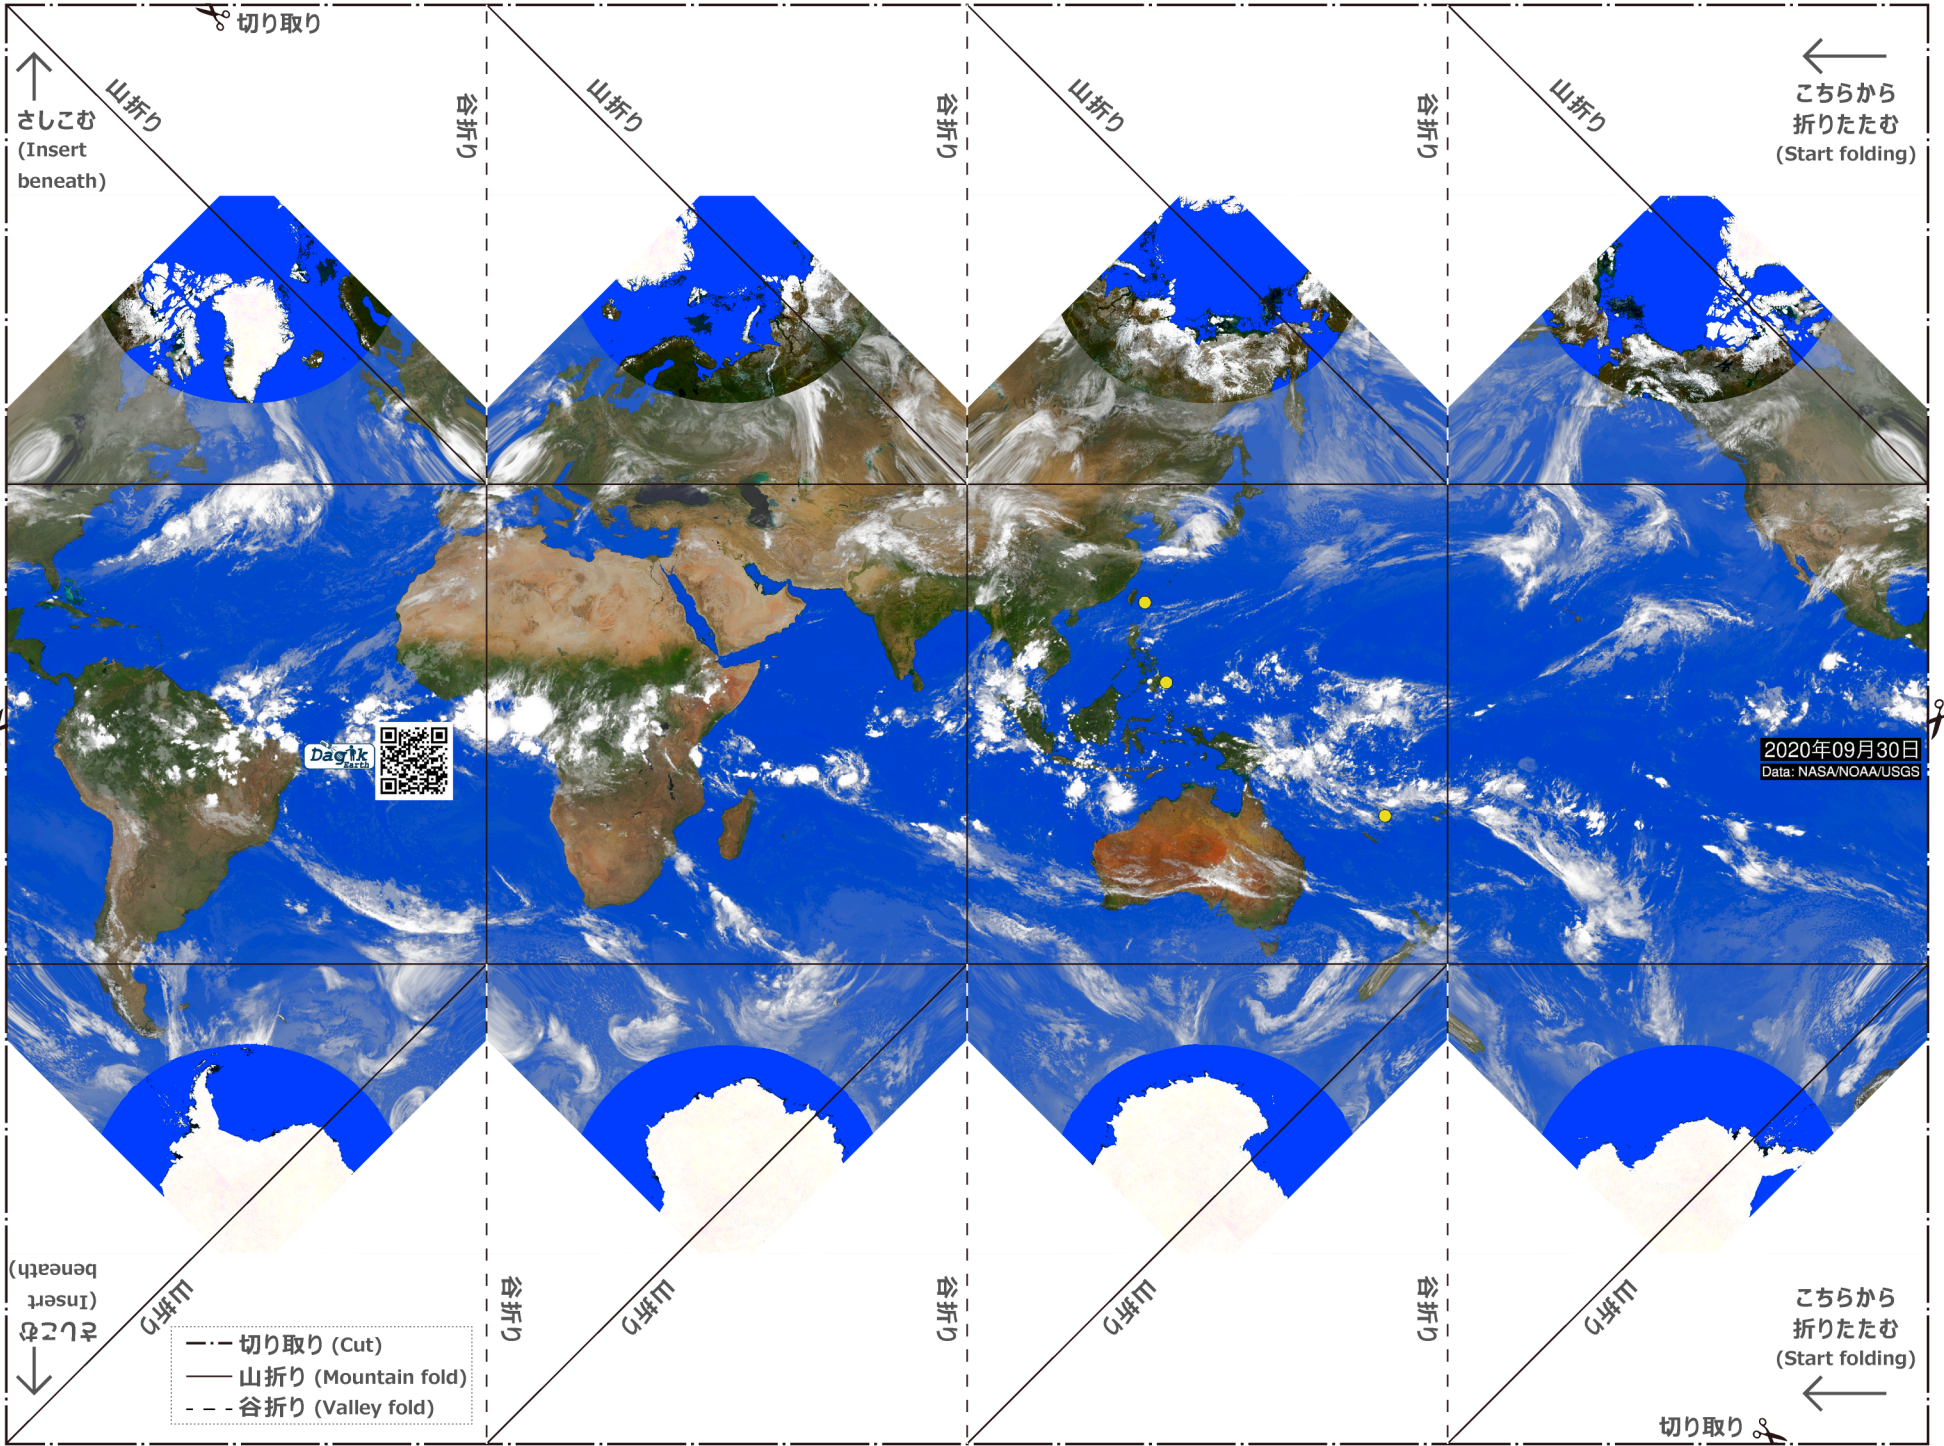 切り取り
山折り
谷折り
山折り
谷折り
山折り
谷折り
山折り
さしこむ
(Insert
beneath)
こちらから
折りたたむ
(Start folding)
Dagik
Earth
2020年09月30日
Data: NASA/NOAA/USGS
さしこむ
(Insert
beneath)
山折り
谷折り
山折り
谷折り
山折り
谷折り
山折り
こちらから
折りたたむ
(Start folding)
切り取り (Cut)
山折り (Mountain fold)
谷折り (Valley fold)
切り取り